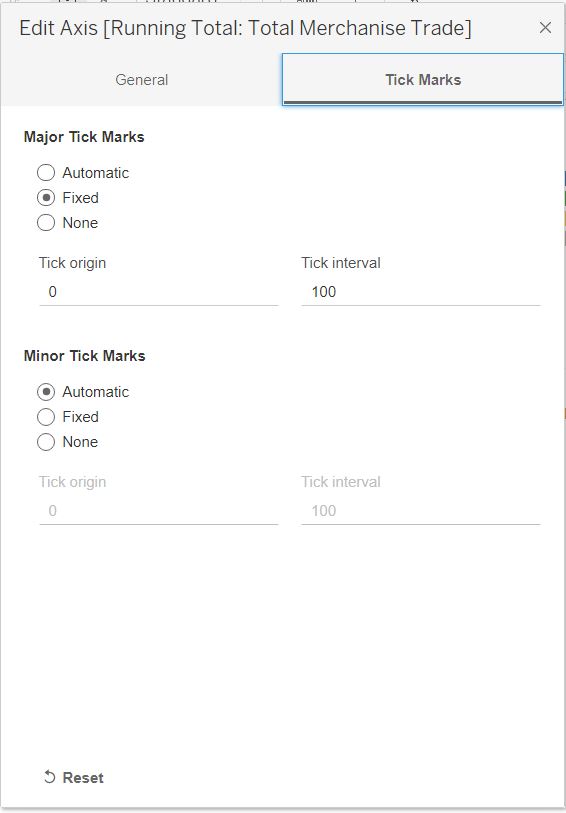 Edit Axis [Running Total: Total Merchanise Trade]
General Tick Marks
Major Tick Marks
Automatic
Fixed
None
Tick origin Tick interval
0 100
Minor Tick Marks
Automatic
Fixed
None
Tick origin Tick interval
0 100
Reset